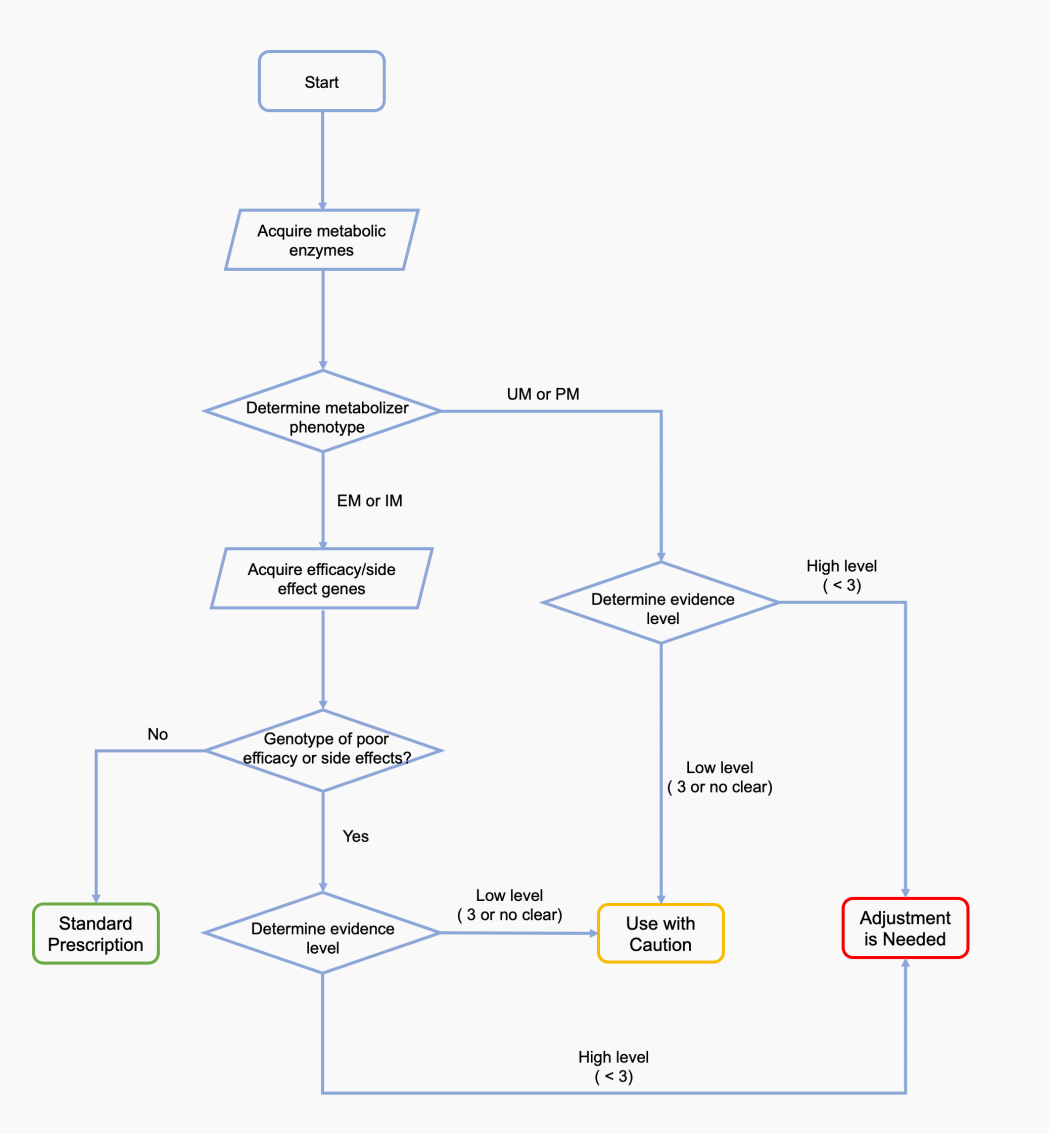 Start
Acquire metabolic
enzymes
Determine metabolizer
phenotype
UM or PM
EM or IM
Acquire efficacy/side
effect genes
High level
( < 3)
Determine evidence
level
No
Genotype of poor
efficacy or side effects?
Low level
( 3 or no clear)
Yes
Standard
Prescription
Determine evidence
level
Low level
( 3 or no clear)
Use with
Caution
Adjustment
is Needed
High level
( < 3)